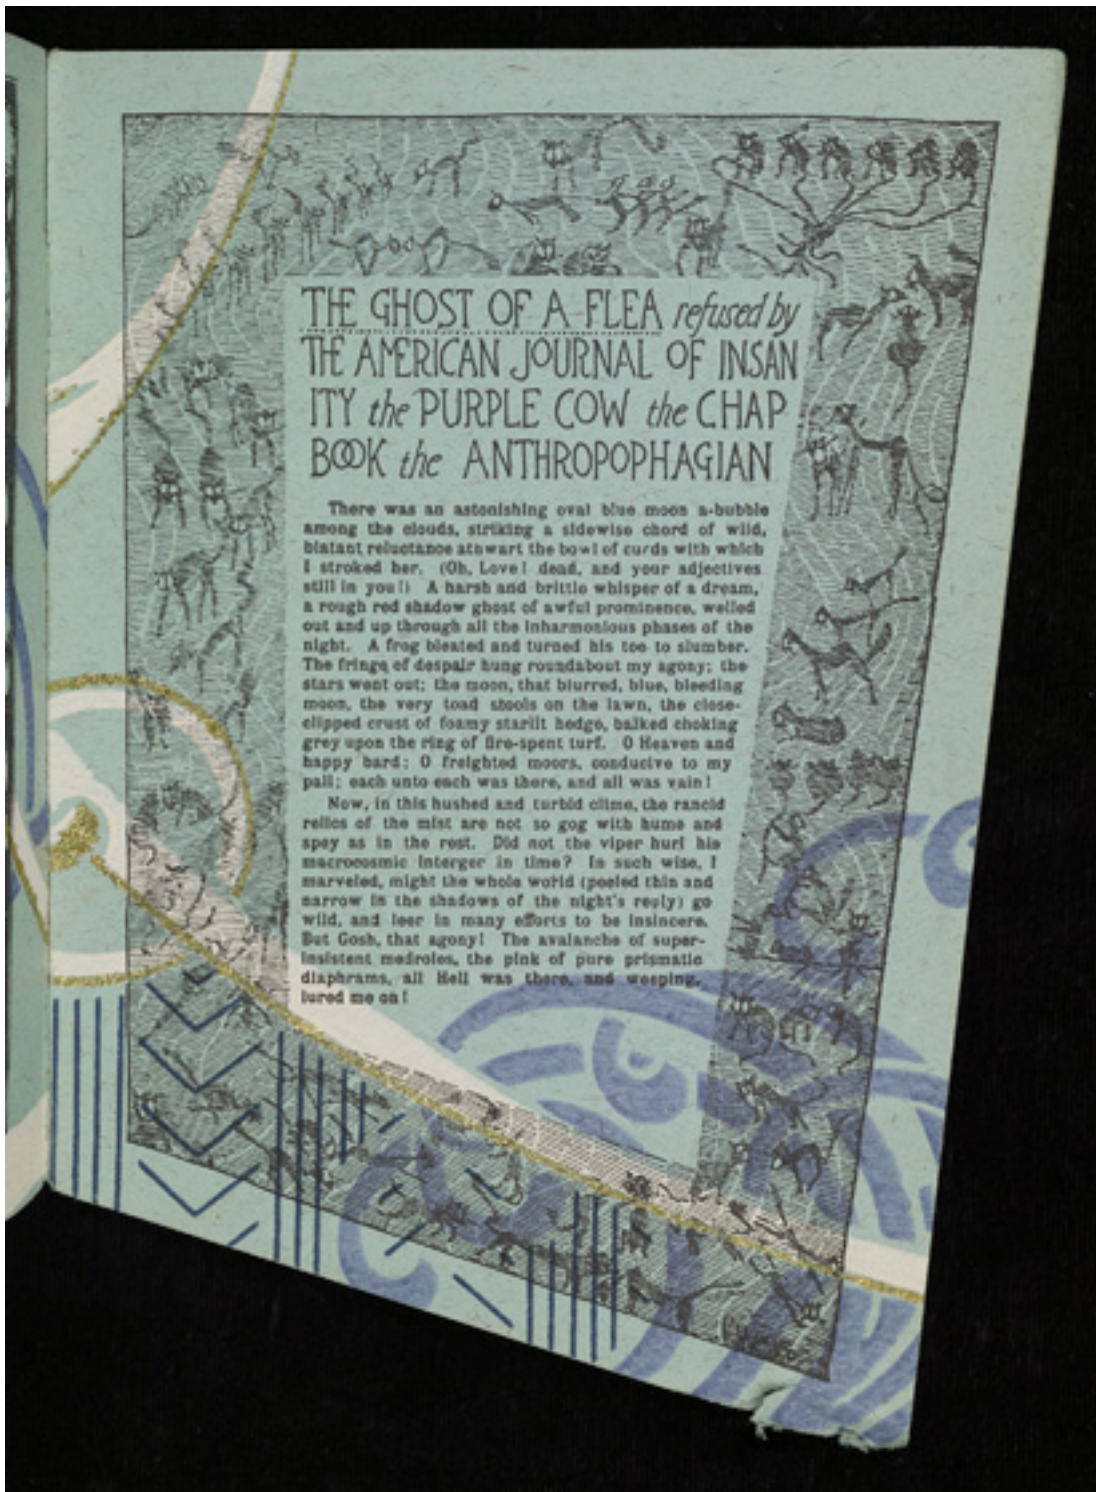 THE GHOST OF A FLEA refused by
THE AMERICAN JOURNAL OF INSAN
ITY the PURPLE COW the CHAP
BOOK the ANTHROPOPHAGIAN
There was an astonishing oval blue moon a-bubble
among the clouds, striking a sidewise chord of wild,
blatant reluctance athwart the bowl of curds with which
I stroked her. (Oh, Love! dead, and your adjectives
still in you!) A harsh and brittle whisper of a dream,
a rough red shadow ghost of awful prominence, welled
out and up through all the inharmonious phases of the
night. A frog bleated and turned his toe to slumber.
The fringe of despair hung roundabout my agony; the
stars went out; the moon, that blurred, blue, bleeding
moon, the very toad stools on the lawn, the close-
clipped crust of foamy starlit hedge, balked choking
grey upon the ring of fire-spent turf. O Heaven and
happy bard; O freighted moors, conducive to my
pall; each unto each was there, and all was vain!
Now, in this hushed and turbid clime, the rancid
relics of the mist are not so gog with hume and
spey as in the rest. Did not the viper hurl his
macrocosmic interger in time? In such wise, I
marveled, might the whole world (peeled thin and
narrow in the shadows of the night's reply) go
wild, and leer in many efforts to be insincere.
But Gosh, that agony! The avalanche of super-
insistent medroles, the pink of pure prismatic
diaphrams, all Hell was there, and weeping,
lured me on!